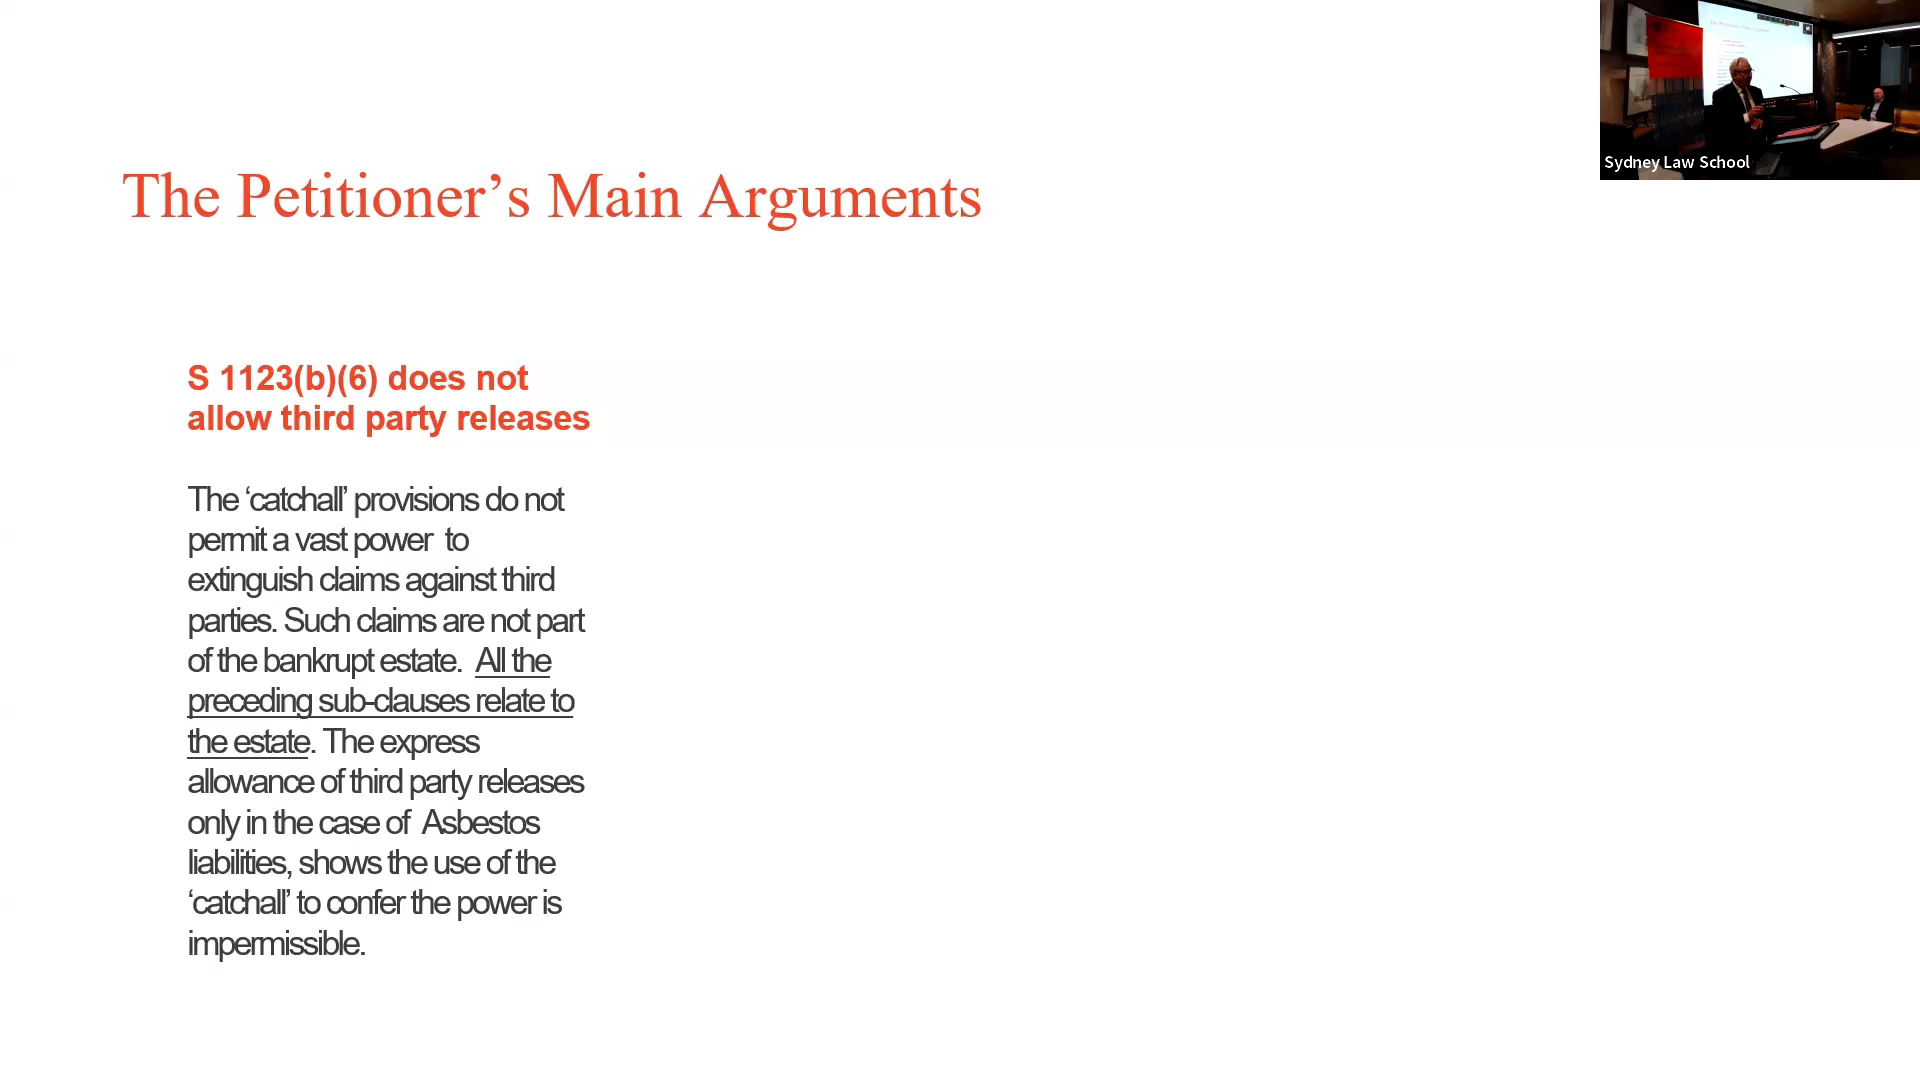 The Petitioner’s Main Arguments
Sydney Law School
S 1123(b)(6) does not
allow third party releases
The ‘catchall’ provisions do not
permit a vast power to
extinguish claims against third
parties. Such claims are not part
of the bankrupt estate. All the
preceding sub-clauses relate to
the estate. The express
allowance of third party releases
only in the case of Asbestos
liabilities, shows the use of the
‘catchall’ to confer the power is
impermissible.